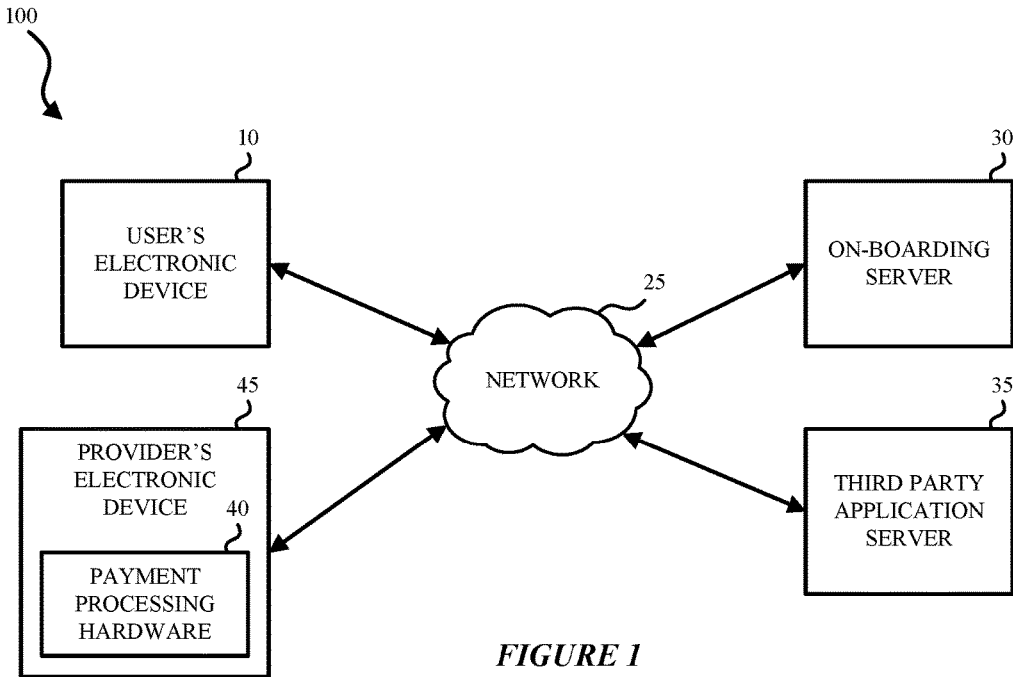 100
10
USER'S
ELECTRONIC
DEVICE
30
ON-BOARDING
SERVER
25
NETWORK
45
PROVIDER'S
ELECTRONIC
DEVICE
40
PAYMENT
PROCESSING
HARDWARE
35
THIRD PARTY
APPLICATION
SERVER
FIGURE 1